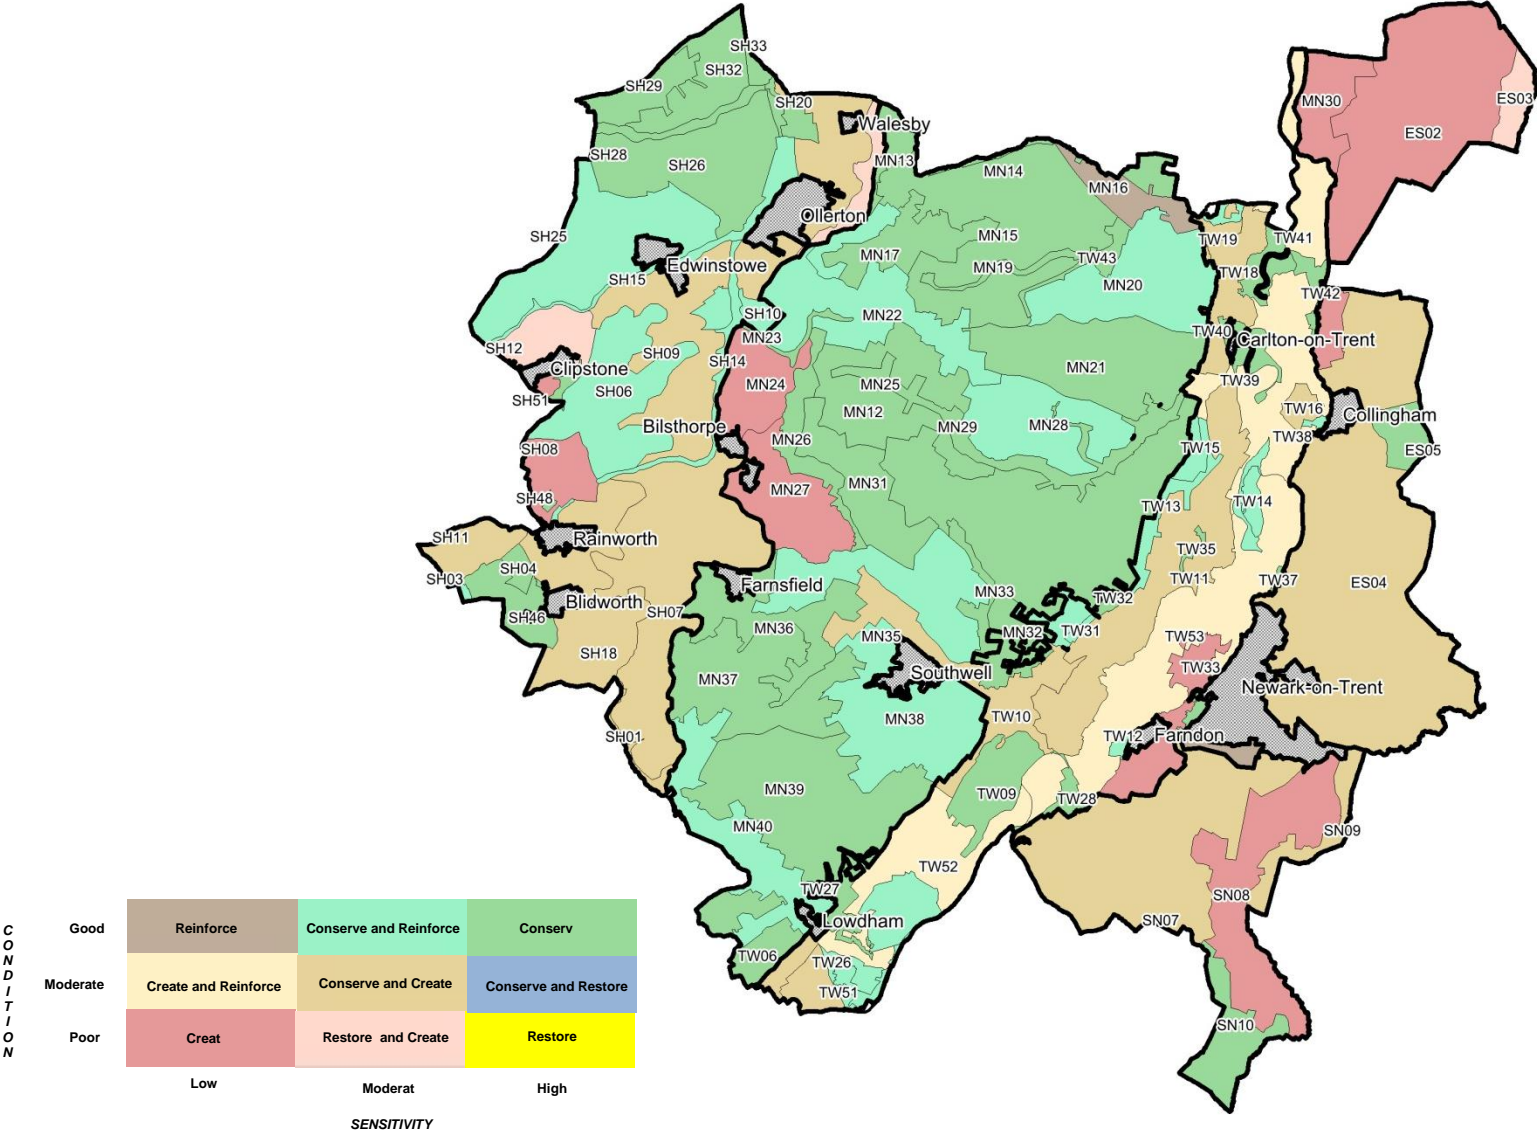 SH33
SH32
SH29
SH20
Walesby
MN30
ES03
ES02
SH28
SH26
MN13
MN14
MN16
Ollerton
SH25
MN15
TW19
TW41
MN17
MN19
TW43
TW18
Edwinstowe
SH15
MN20
TW42
SH10
MN22
MN23
TW40
Carlton-on-Trent
SH12
SH09
SH14
Clipstone
MN21
SH06
MN24
MN25
TW39
SH51
MN12
TW16
Collingham
Bilsthorpe
MN29
MN28
TW38
MN26
TW15
ES05
SH08
MN27
MN31
SH48
TW13
TW14
SH11
Rainworth
TW35
SH04
SH03
TW11
TW37
ES04
Farnsfield
MN33
TW32
Blidworth
SH46
SH07
MN36
MN35
MN32
TW31
TW53
SH18
TW33
Southwell
MN37
Newark-on-Trent
MN38
TW10
SH01
TW12
Farndon
MN39
TW09
TW28
MN40
SN09
TW52
TW27
SN08
Lowdham
SN07
TW06
TW26
TW51
SN10
CONDITION
Good
Reinforce
Conserve and Reinforce
Conserv
Moderate
Create and Reinforce
Conserve and Create
Conserve and Restore
Poor
Creat
Restore and Create
Restore
Low
Moderat
High
SENSITIVITY